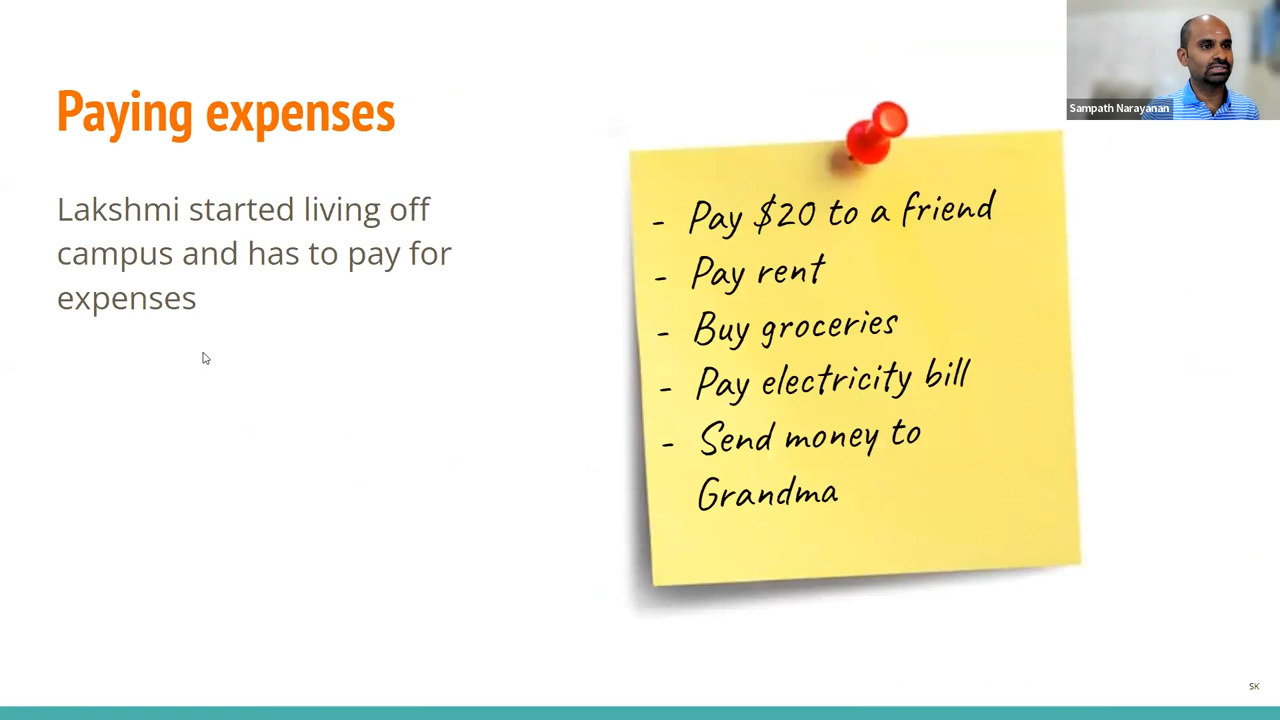 Paying expenses
Lakshmi started living off
campus and has to pay for
expenses
- Pay $20 to a friend
- Pay rent
- Buy groceries
- Pay electricity bill
- Send money to
Grandma
Sampath Narayanan
SK